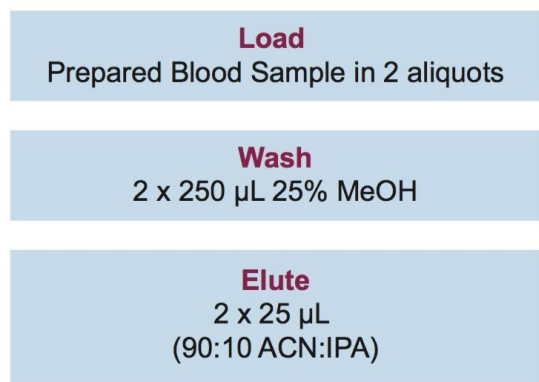 Load
Prepared Blood Sample in 2 aliquots
Wash
2 x 250 µL 25% MeOH
Elute
2 x 25 µL
(90:10 ACN:IPA)